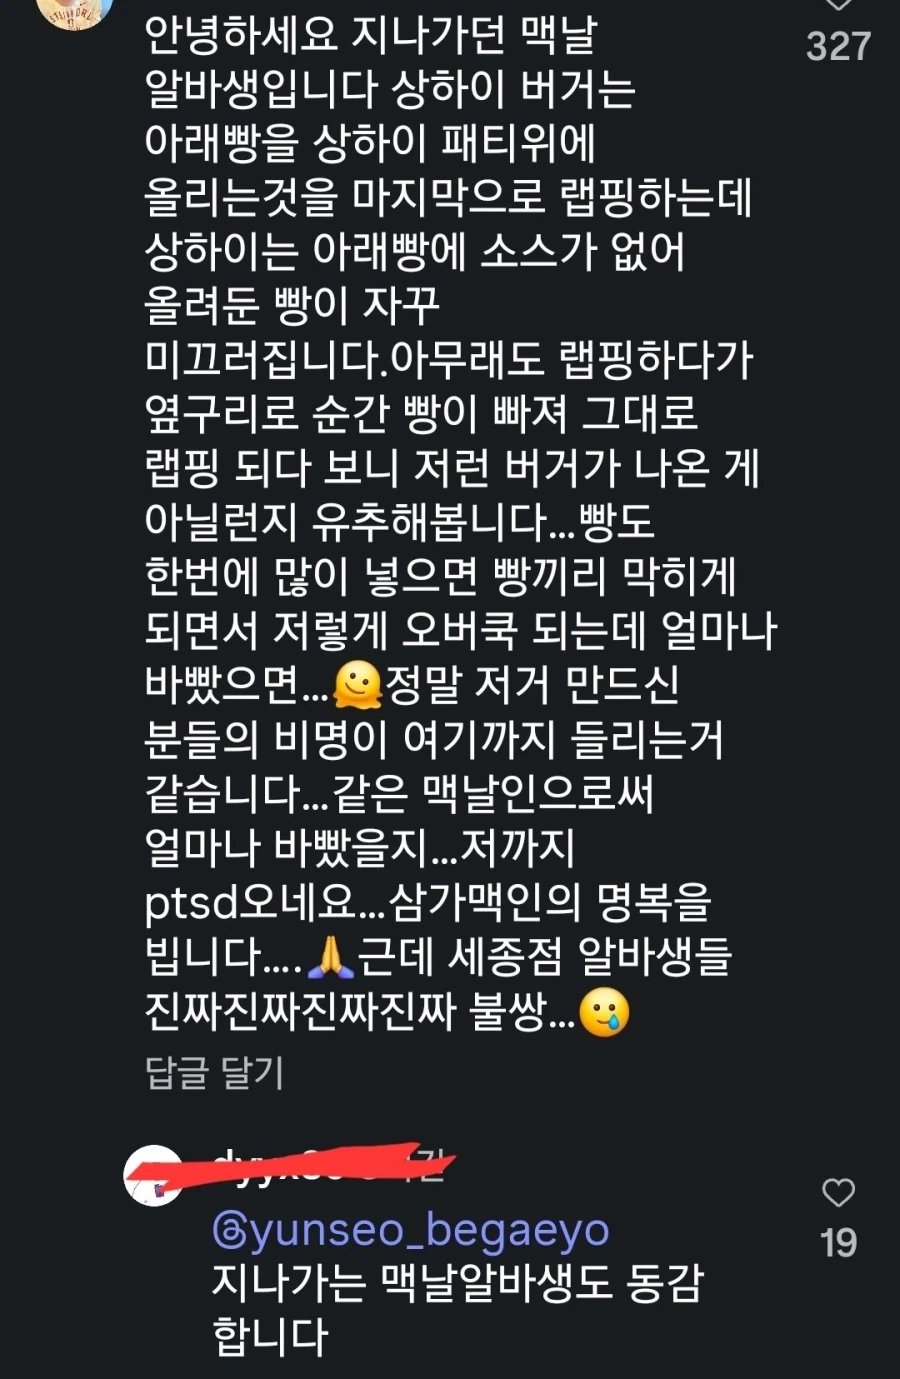 안녕하세요 지나가던 맥날
327
알바생입니다 상하이 버거는
아래빵을 상하이 패티위에
올리는것을 마지막으로 랩핑하는데
상하이는 아래빵에 소스가 없어
올려둔 빵이 자꾸
미끄러집니다.아무래도 랩핑하다가
옆구리로 순간 빵이 빠져 그대로
랩핑 되다 보니 저런 버거가 나온 게
아닐런지 유추해봅니다...빵도
한번에 많이 넣으면 빵끼리 막히게
되면서 저렇게 오버쿡 되는데 얼마나
바빴으면...🫠정말 저거 만드신
분들의 비명이 여기까지 들리는거
같습니다...같은 맥날인으로써
얼마나 바빴을지...저까지
ptsd오네요...삼가맥인의 명복을
빕니다....🙏근데 세종점 알바생들
진짜진짜진짜진짜 불쌍...🥲
답글 달기
@yunseo_begaeyo
19
지나가는 맥날알바생도 동감
합니다